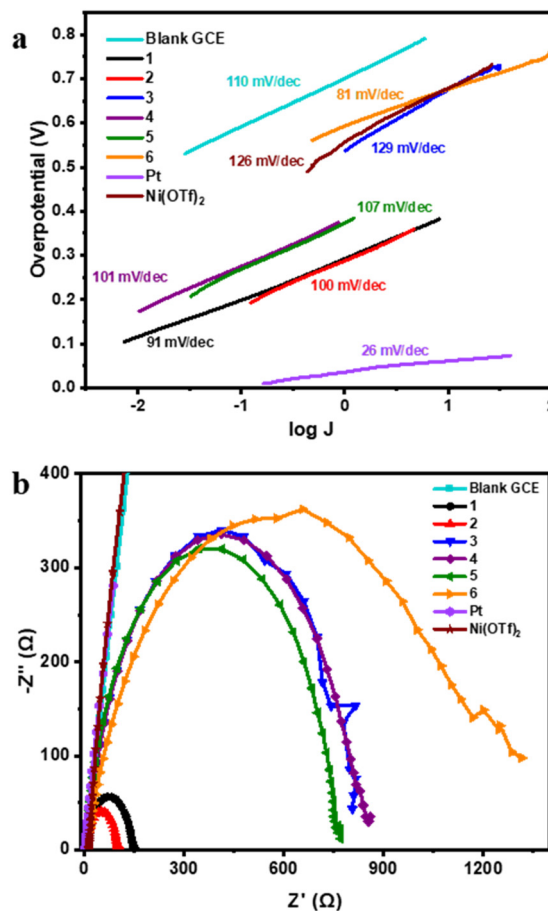 a
Blank GCE
1
2
3
4
5
6
Pt
Ni(OTf)₂
110 mV/dec
81 mV/dec
126 mV/dec
129 mV/dec
107 mV/dec
101 mV/dec
100 mV/dec
91 mV/dec
26 mV/dec
Overpotential (V)
0.8
0.7
0.6
0.5
0.4
0.3
0.2
0.1
0.0
-2
-1
0
1
2
log J
b
Blank GCE
1
2
3
4
5
6
Pt
Ni(OTf)₂
-Z'' (Ω)
400
300
200
100
0
0
300
600
900
1200
Z' (Ω)